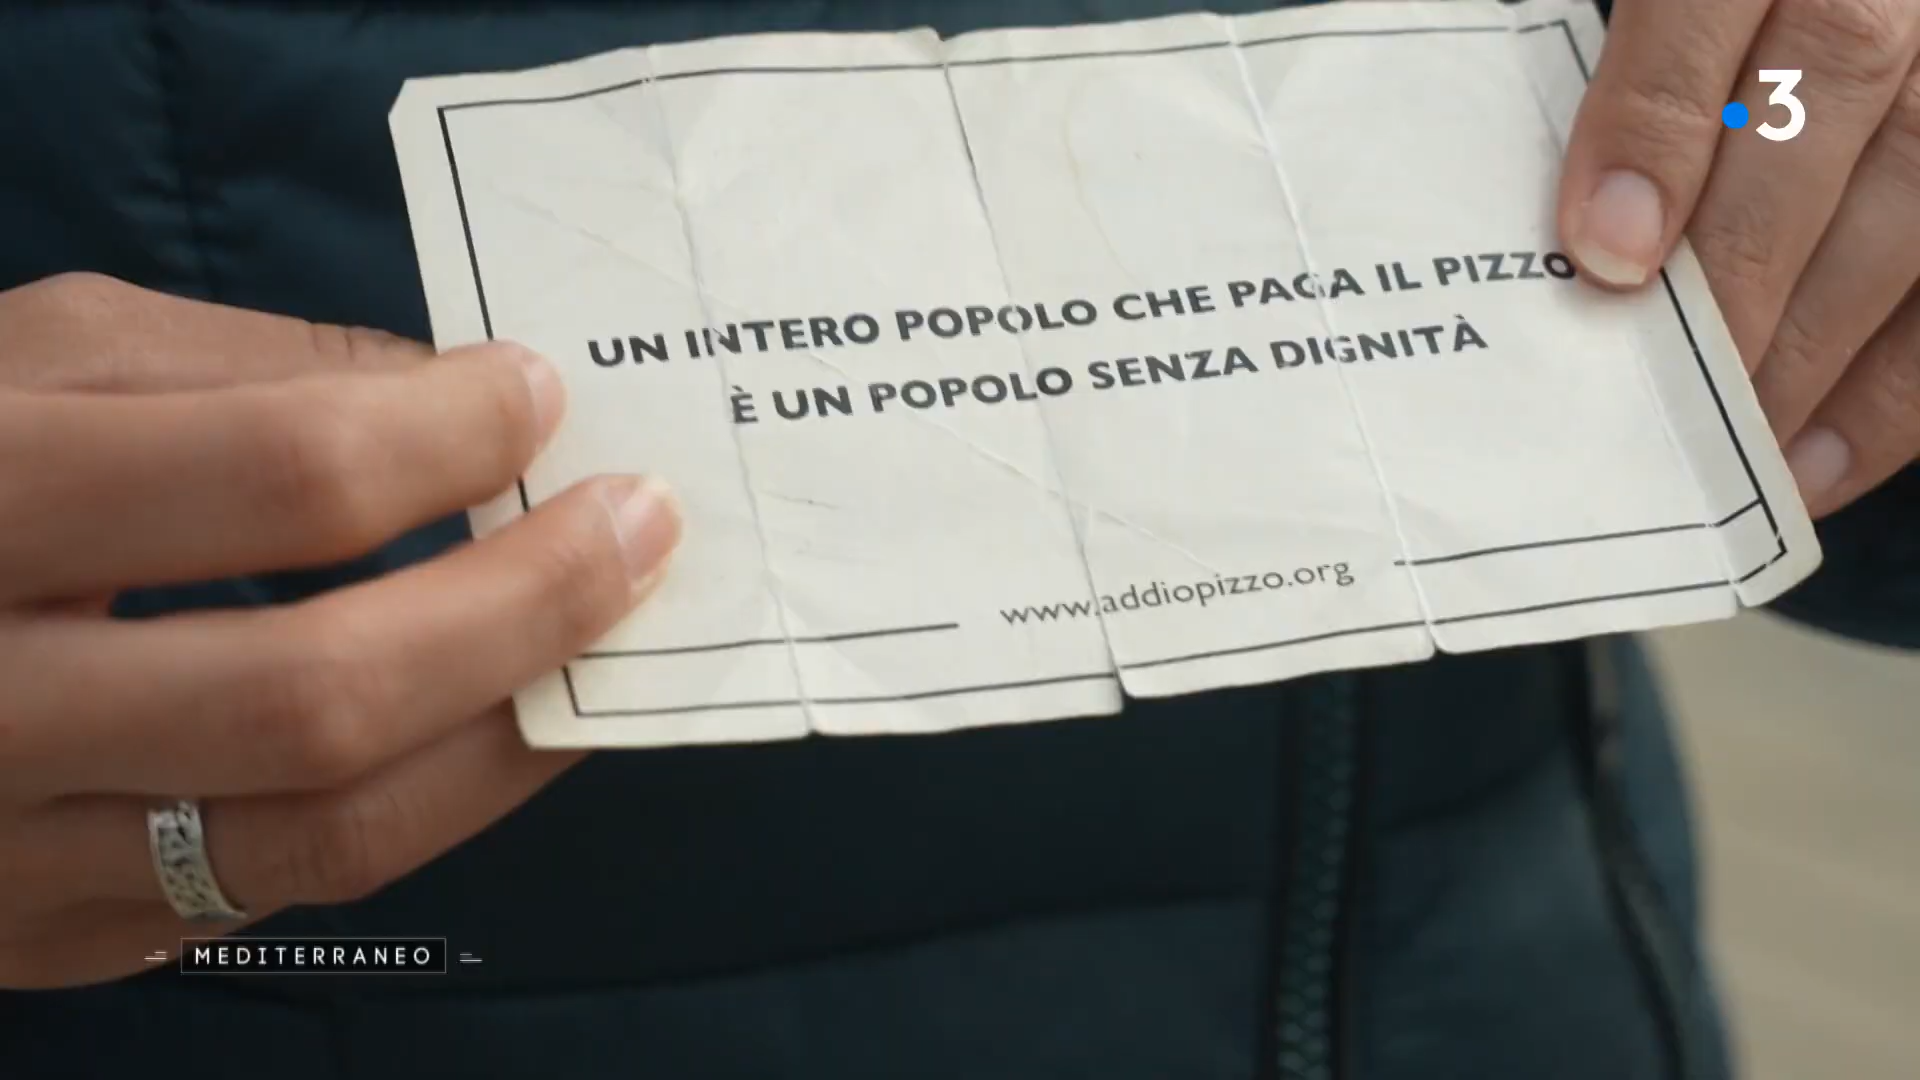 3
UN INTERO POPOLO CHE PAGA IL PIZZO
È UN POPOLO SENZA DIGNITÀ
www.addiopizzo.org
MEDITERRANEO